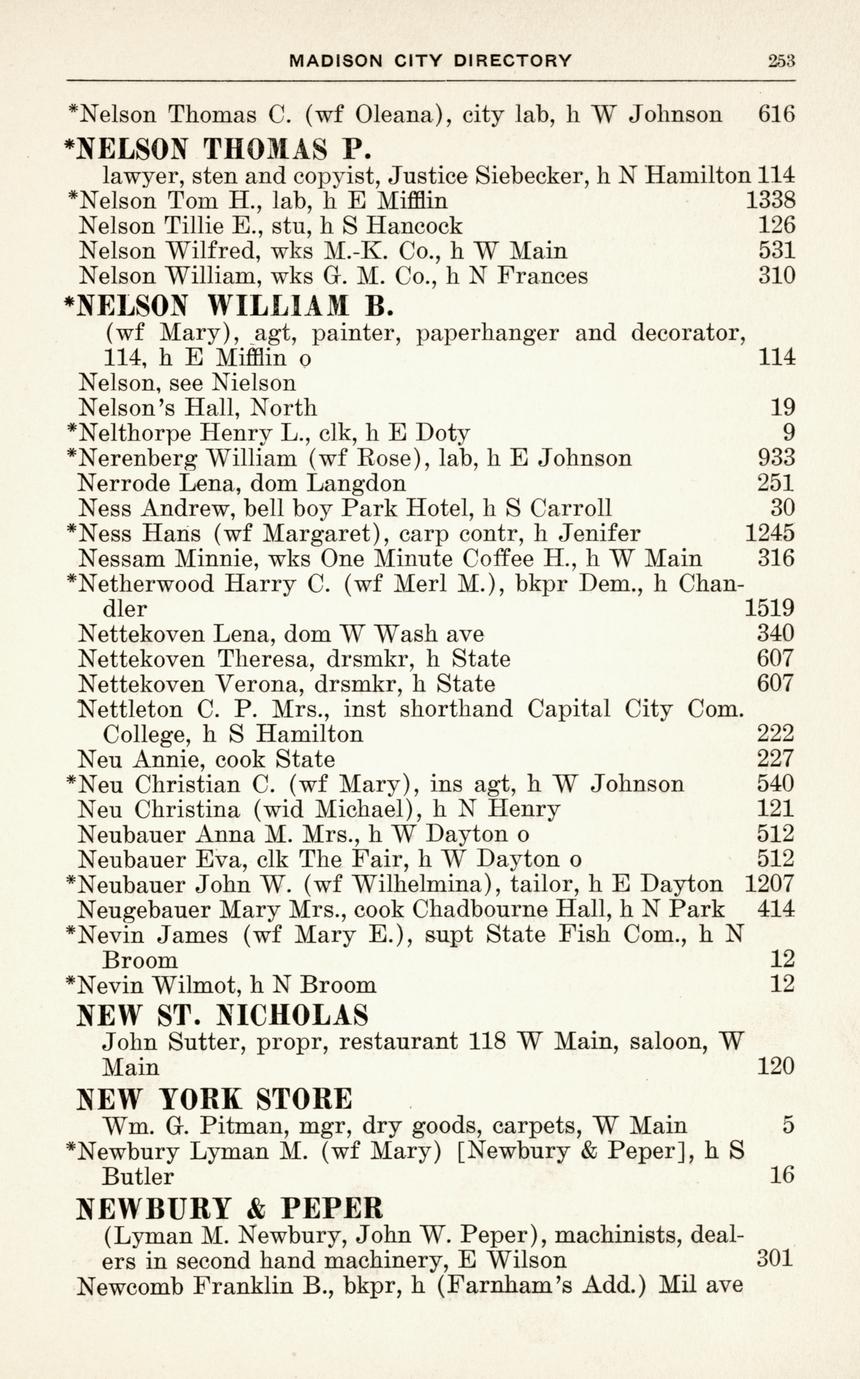 MADISON CITY DIRECTORY 253
*Nelson Thomas C. (wf Oleana), city lab, h W Johnson 616
*NELSON THOMAS P.
lawyer, sten and copyist, Justice Siebecker, h N Hamilton 114
*Nelson Tom H., lab, h E Mifflin 1338
Nelson Tillie E., stu, h S Hancock 126
Nelson Wilfred, wks M.-K. Co., h W Main 531
Nelson William, wks G. M. Co., h N Frances 310
*NELSON WILLIAM B.
(wf Mary), agt, painter, paperhanger and decorator,
114, h E Mifflin o 114
Nelson, see Nielson
Nelson's Hall, North 19
*Nelthorpe Henry L., clk, h E Doty 9
*Nerenberg William (wf Rose), lab, h E Johnson 933
Nerrode Lena, dom Langdon 251
Ness Andrew, bell boy Park Hotel, h S Carroll 30
*Ness Hans (wf Margaret), carp contr, h Jenifer 1245
Nessam Minnie, wks One Minute Coffee H., h W Main 316
*Netherwood Harry C. (wf Merl M.), bkpr Dem., h Chan-
dler 1519
Nettekoven Lena, dom W Wash ave 340
Nettekoven Theresa, drsmkr, h State 607
Nettekoven Verona, drsmkr, h State 607
Nettleton C. P. Mrs., inst shorthand Capital City Com.
College, h S Hamilton 222
Neu Annie, cook State 227
*Neu Christian C. (wf Mary), ins agt, h W Johnson 540
Neu Christina (wid Michael), h N Henry 121
Neubauer Anna M. Mrs., h W Dayton o 512
Neubauer Eva, clk The Fair, h W Dayton o 512
*Neubauer John W. (wf Wilhelmina), tailor, h E Dayton 1207
Neugebauer Mary Mrs., cook Chadbourne Hall, h N Park 414
*Nevin James (wf Mary E.), supt State Fish Com., h N
Broom 12
*Nevin Wilmot, h N Broom 12
NEW ST. NICHOLAS
John Sutter, propr, restaurant 118 W Main, saloon, W
Main 120
NEW YORK STORE
Wm. G. Pitman, mgr, dry goods, carpets, W Main 5
*Newbury Lyman M. (wf Mary) [Newbury & Peper], h S
Butler 16
NEWBURY & PEPER
(Lyman M. Newbury, John W. Peper), machinists, deal-
ers in second hand machinery, E Wilson 301
Newcomb Franklin B., bkpr, h (Farnham's Add.) Mil ave